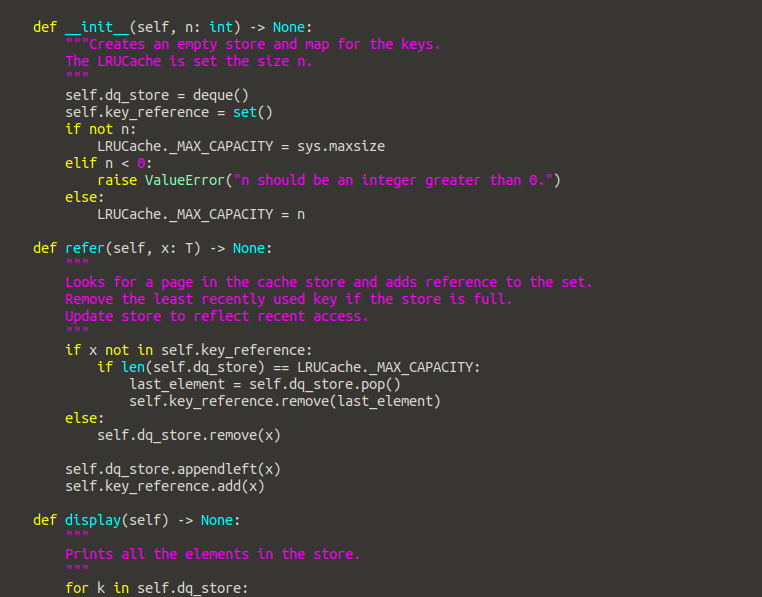 def __init__(self, n: int) -> None:
    """Creates an empty store and map for the keys.
    The LRUCache is set the size n.
    """
    self.dq_store = deque()
    self.key_reference = set()
    if not n:
        LRUCache._MAX_CAPACITY = sys.maxsize
    elif n < 0:
        raise ValueError("n should be an integer greater than 0.")
    else:
        LRUCache._MAX_CAPACITY = n

def refer(self, x: T) -> None:
    """
    Looks for a page in the cache store and adds reference to the set.
    Remove the least recently used key if the store is full.
    Update store to reflect recent access.
    """
    if x not in self.key_reference:
        if len(self.dq_store) == LRUCache._MAX_CAPACITY:
            last_element = self.dq_store.pop()
            self.key_reference.remove(last_element)
    else:
        self.dq_store.remove(x)

    self.dq_store.appendleft(x)
    self.key_reference.add(x)

def display(self) -> None:
    """
    Prints all the elements in the store.
    """
    for k in self.dq_store: